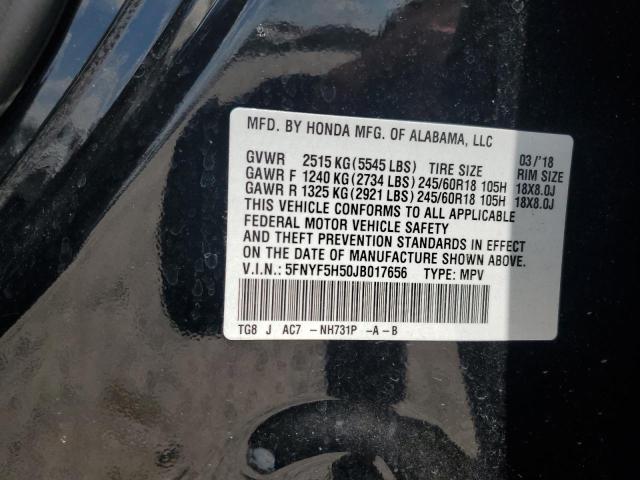 MFD. BY HONDA MFG. OF ALABAMA, LLC
03/'18
GVWR 2515 KG(5545 LBS) TIRE SIZE RIM SIZE
GAWR F 1240 KG(2734 LBS) 245/60R18 105H 18X8.0J
GAWR R 1325 KG(2921 LBS) 245/60R18 105H 18X8.0J
THIS VEHICLE CONFORMS TO ALL APPLICABLE
FEDERAL MOTOR VEHICLE SAFETY
AND THEFT PREVENTION STANDARDS IN EFFECT
ON THE DATE OF MANUFACTURE SHOWN ABOVE.
V.I.N.: 5FNYF5H50JB017656 TYPE: MPV
TG8 J AC7 -NH731P -A-B